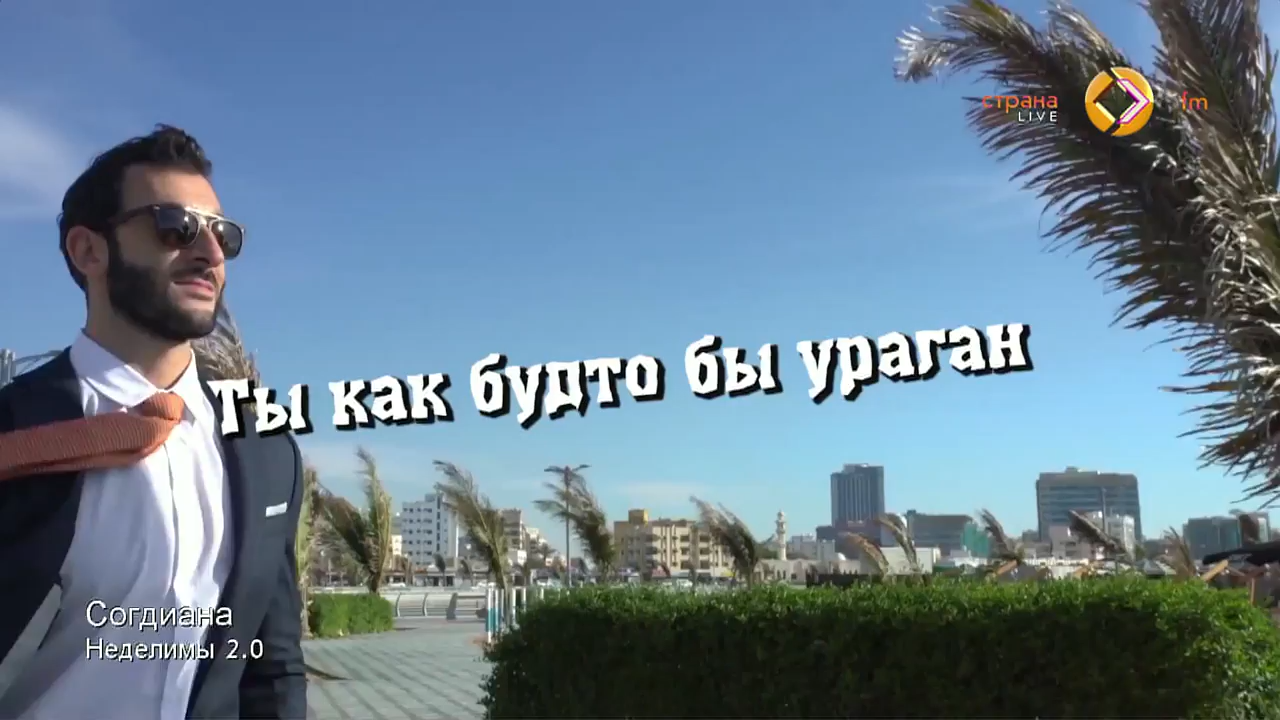 страна fm
LIVE
Ты как будто бы ураган
Согдиана
Неделимы 2.0